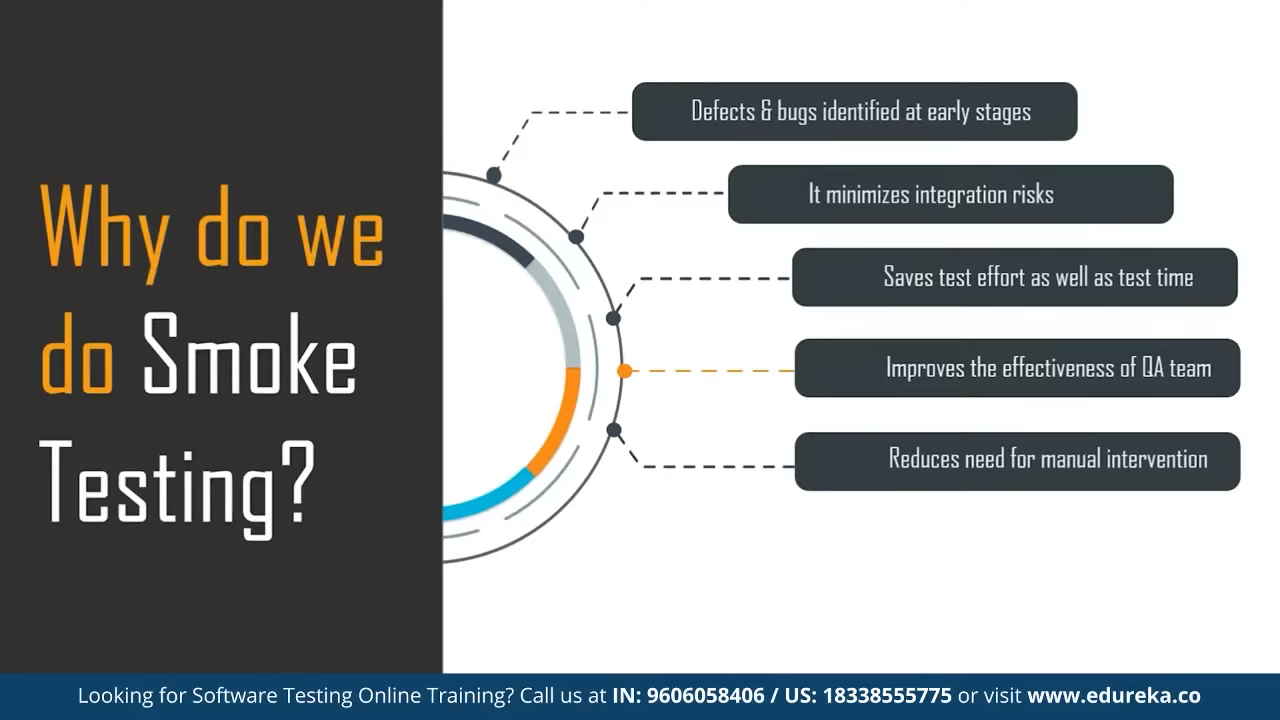 Why do we
do Smoke
Testing?
Defects & bugs identified at early stages
It minimizes integration risks
Saves test effort as well as test time
Improves the effectiveness of QA team
Reduces need for manual intervention
Looking for Software Testing Online Training? Call us at IN: 9606058406 / US: 18338555775 or visit www.edureka.co